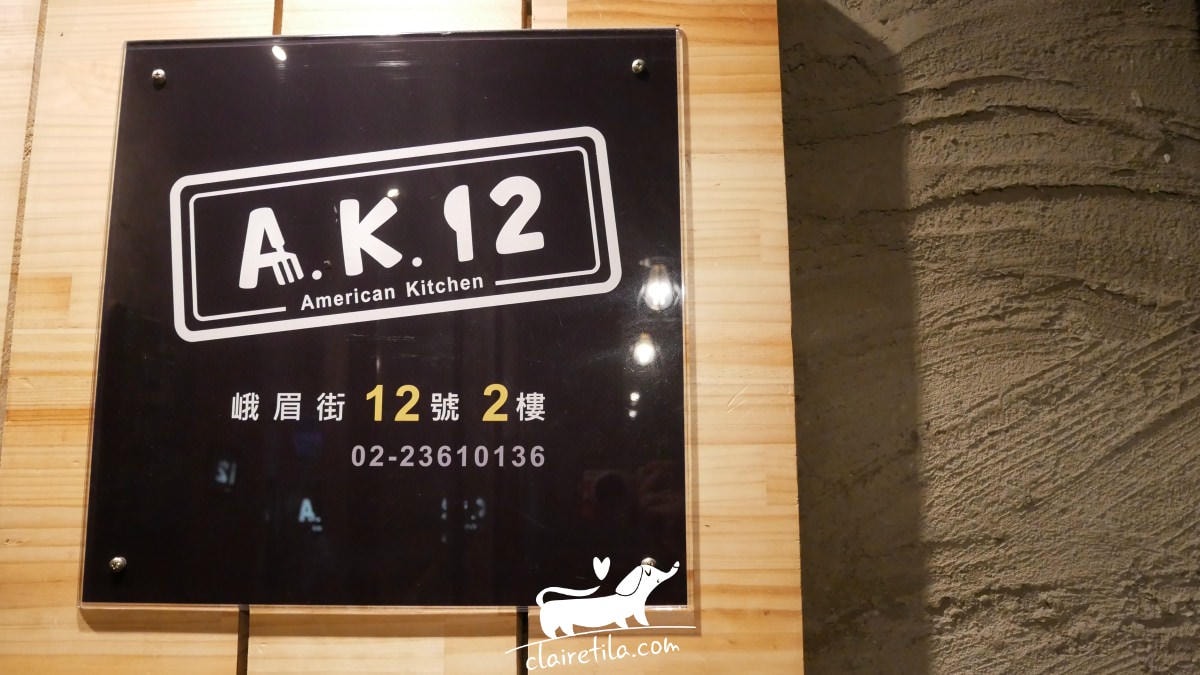 A.K.12
American Kitchen
峨眉街 12號 2樓
02-23610136
clairetila.com